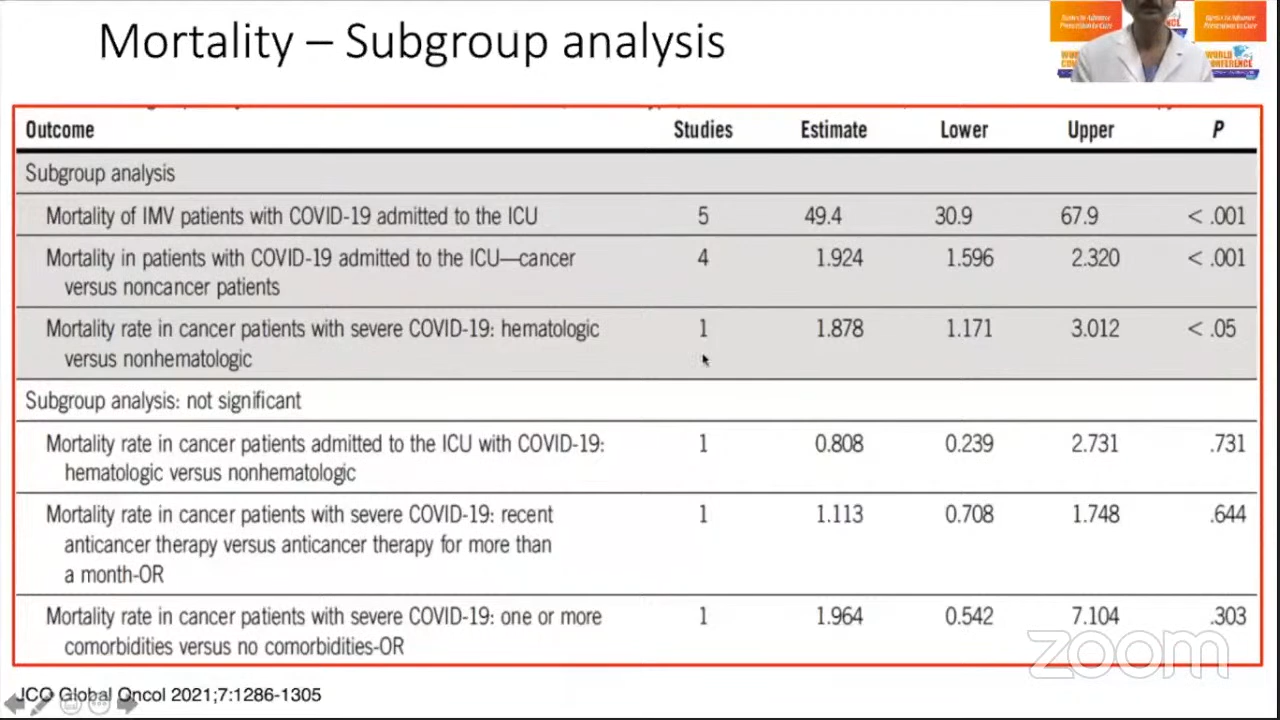 Mortality – Subgroup analysis
WORLD
CONFERENCE
Outcome Studies Estimate Lower Upper P
Subgroup analysis
Mortality of IMV patients with COVID-19 admitted to the ICU 5 49.4 30.9 67.9 < .001
Mortality in patients with COVID-19 admitted to the ICU—cancer 4 1.924 1.596 2.320 < .001
versus noncancer patients
Mortality rate in cancer patients with severe COVID-19: hematologic 1 1.878 1.171 3.012 < .05
versus nonhematologic
Subgroup analysis: not significant
Mortality rate in cancer patients admitted to the ICU with COVID-19: 1 0.808 0.239 2.731 .731
hematologic versus nonhematologic
Mortality rate in cancer patients with severe COVID-19: recent 1 1.113 0.708 1.748 .644
anticancer therapy versus anticancer therapy for more than
a month-OR
Mortality rate in cancer patients with severe COVID-19: one or more 1 1.964 0.542 7.104 .303
comorbidities versus no comorbidities-OR
zoom
JCO Global Oncol 2021;7:1286-1305